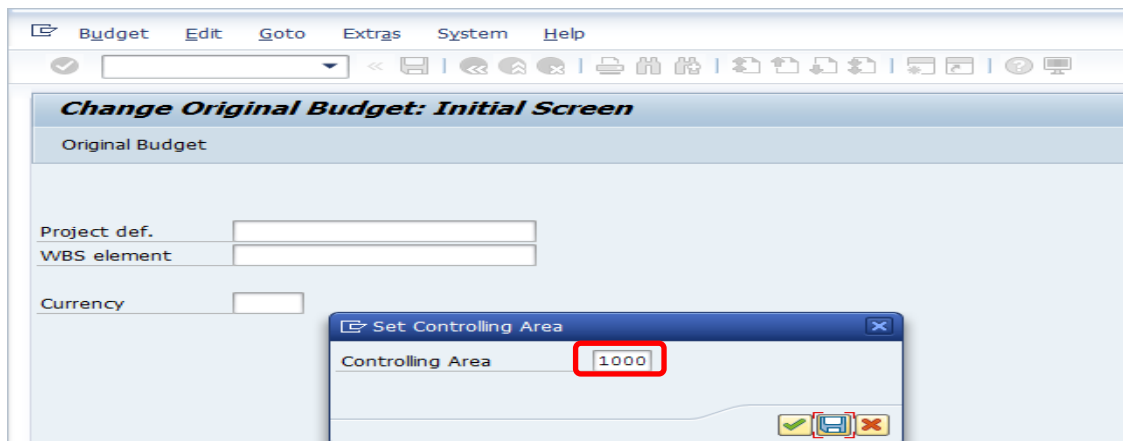 Budget Edit Goto Extras System Help
Change Original Budget: Initial Screen
Original Budget
Project def.
WBS element
Currency
Set Controlling Area
Controlling Area 1000